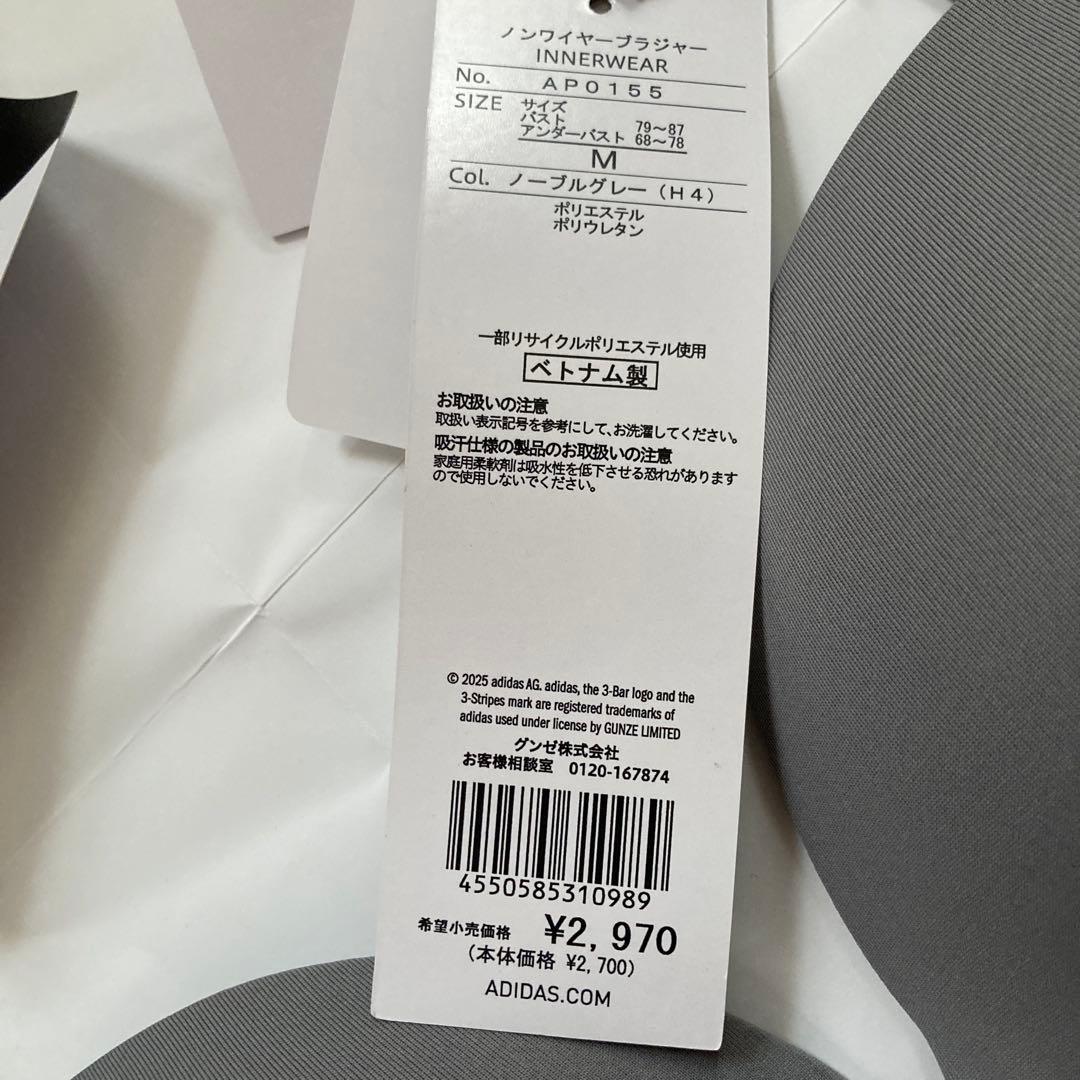 ノンワイヤーブラジャー
INNERWEAR
No. AP0155
SIZE サイズ
バスト 79〜87
アンダーバスト 68〜78
M
Col. ノーブルグレー（H4）
ポリエステル
ポリウレタン
一部リサイクルポリエステル使用
ベトナム製
お取扱いの注意
取扱い表示記号を参考にして、お洗濯してください。
吸汗仕様の製品のお取扱いの注意
家庭用柔軟剤は吸水性を低下させる恐れがあります
ので使用しないでください。
© 2025 adidas AG. adidas, the 3-Bar logo and the
3-Stripes mark are registered trademarks of
adidas used under license by GUNZE LIMITED
グンゼ株式会社
お客様相談室 0120-167874
4550585310989
希望小売価格 ¥2,970
（本体価格 ¥2,700）
ADIDAS.COM